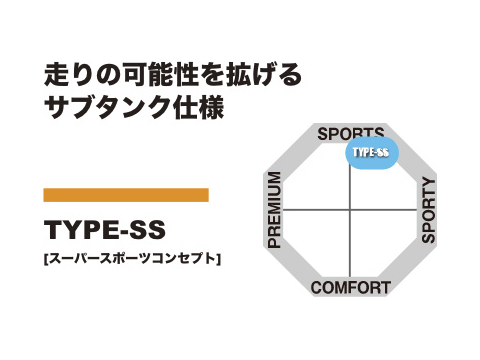 走りの可能性を拡げる
サブタンク仕様
TYPE-SS
[スーパースポーツコンセプト]
SPORTS
TYPE-SS
PREMIUM
SPORTY
COMFORT